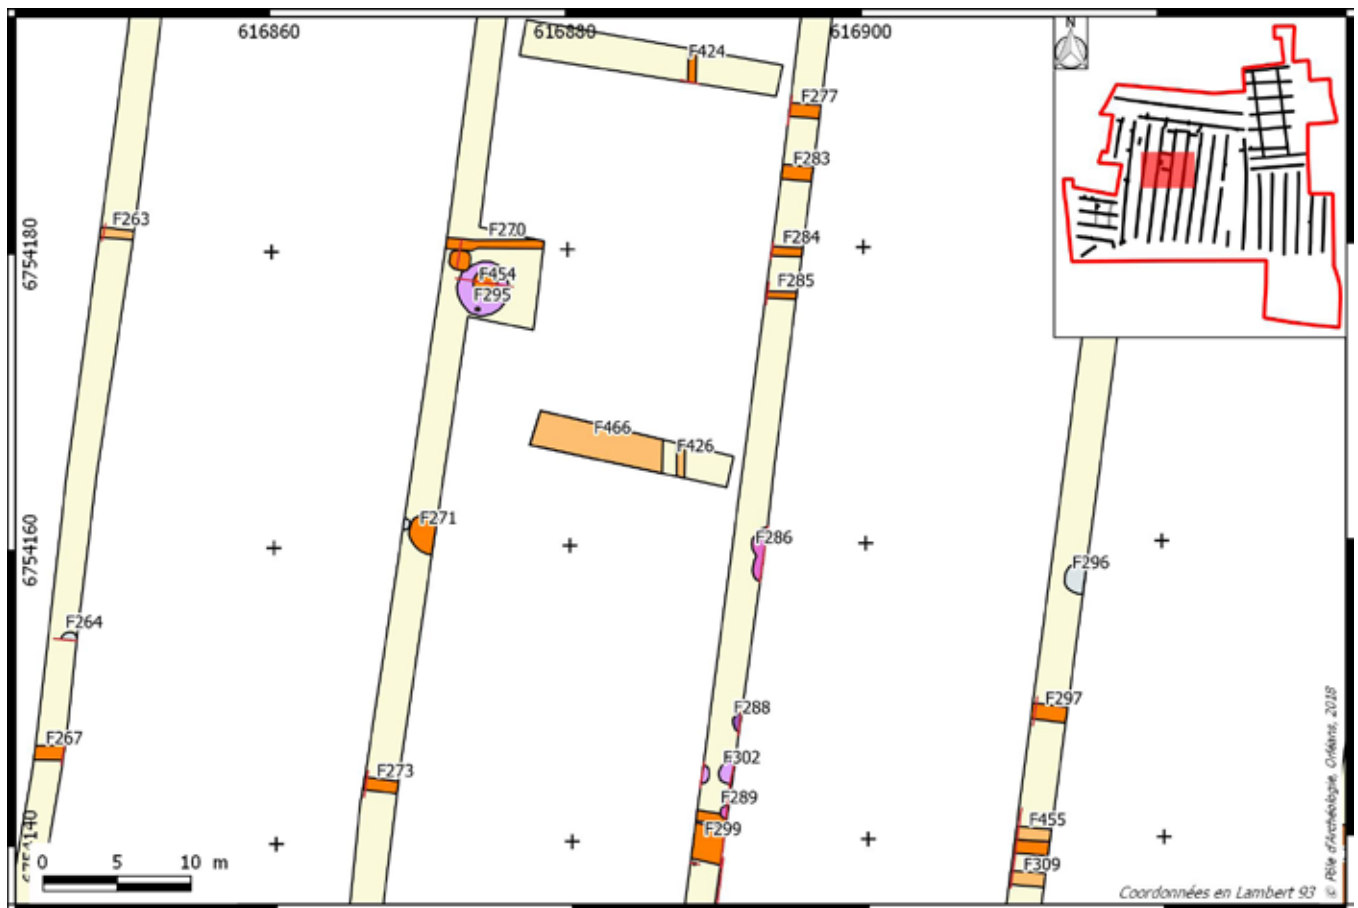 616860
616880
616900
N
F424
F277
F283
F263
F270
F284
F454
F285
F295
6754180
F466
F426
F271
F286
6754160
F296
F264
F297
F288
F267
F302
F273
F289
F299
F455
F309
0 5 10 m
Coordonnées en Lambert 93
© Pôle d'Archéologie, Orléans, 2018